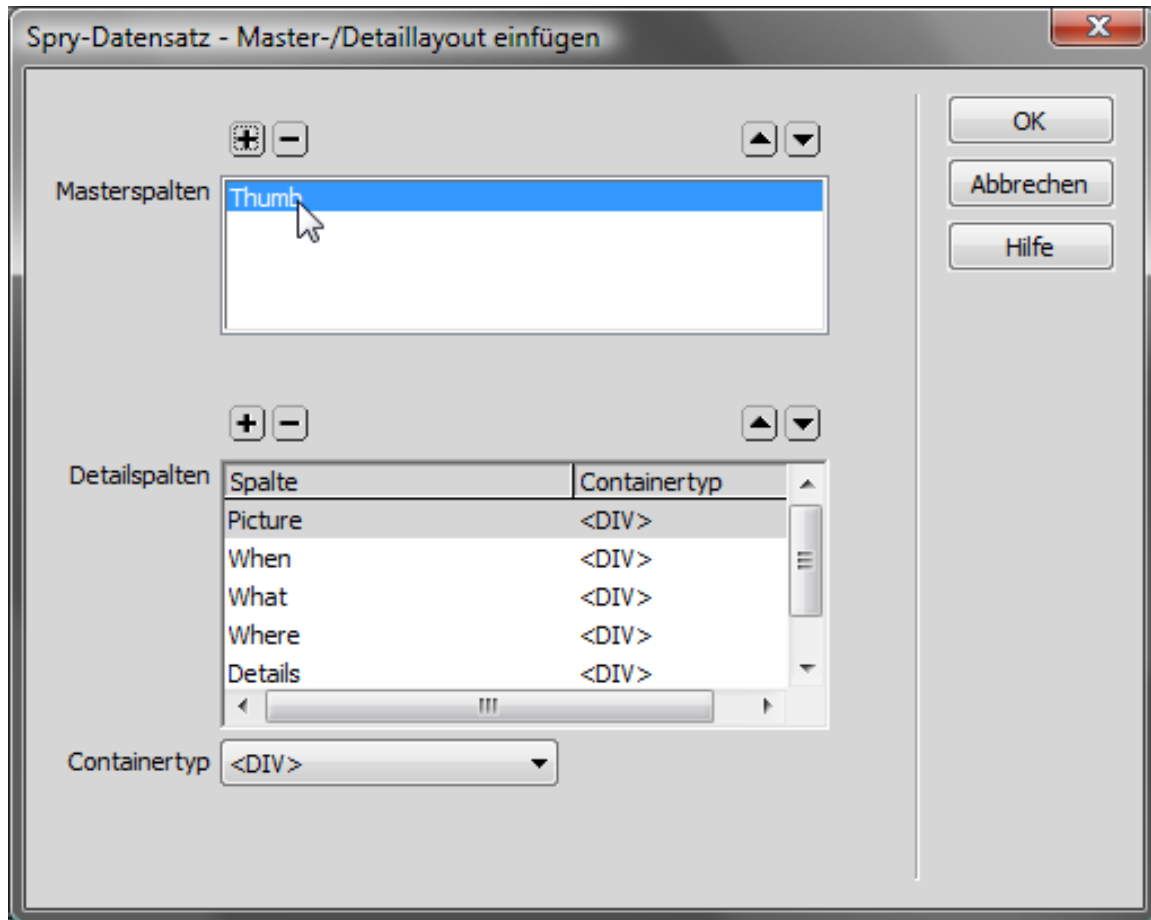 Spry-Datensatz - Master-/Detaillayout einfügen
OK
Abbrechen
Hilfe
Masterspalten
Thumb
Detailspalten
Spalte Containertyp
Picture <DIV>
When <DIV>
What <DIV>
Where <DIV>
Details <DIV>
Containertyp <DIV>